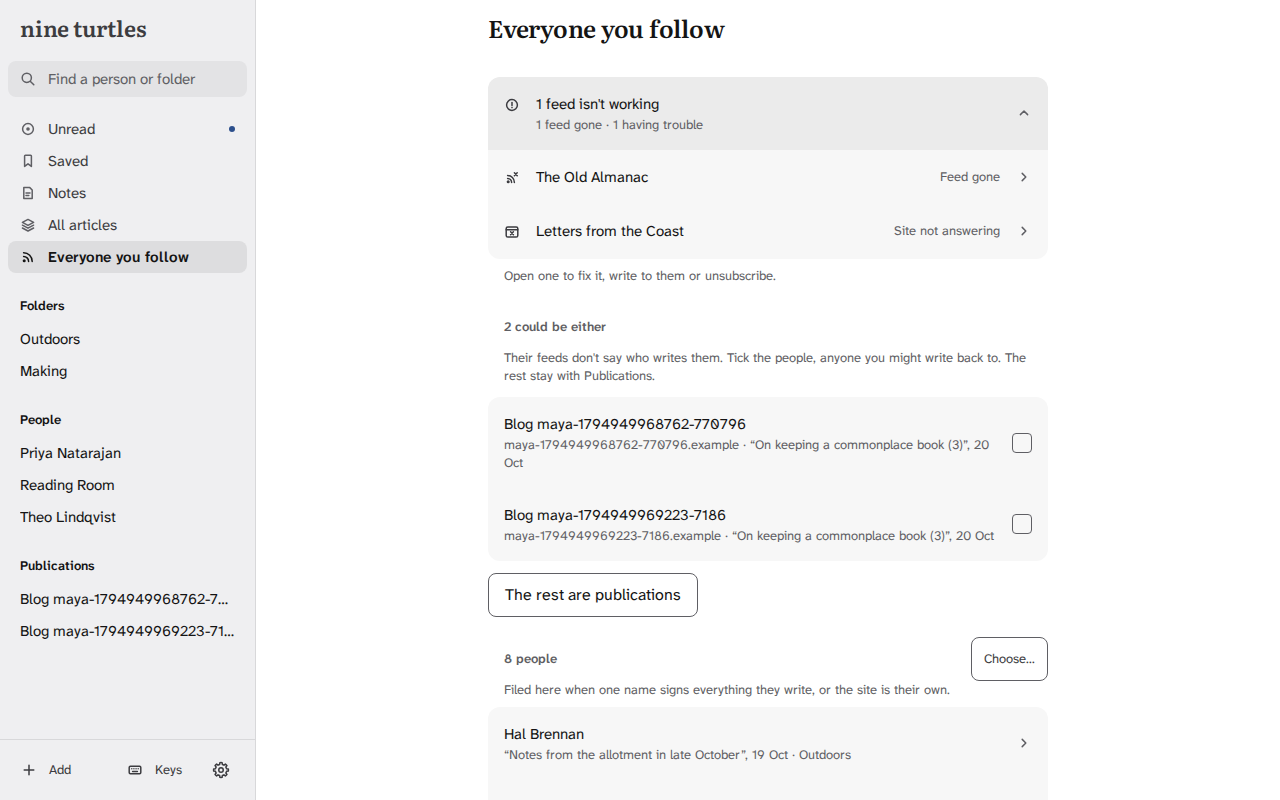 nine turtles
Find a person or folder
Unread
Saved
Notes
All articles
Everyone you follow
Folders
Outdoors
Making
People
Priya Natarajan
Reading Room
Theo Lindqvist
Publications
Blog maya-1794949968762-7...
Blog maya-1794949969223-71...
Add
Keys
Everyone you follow
1 feed isn't working
1 feed gone · 1 having trouble
The Old Almanac
Feed gone
Letters from the Coast
Site not answering
Open one to fix it, write to them or unsubscribe.
2 could be either
Their feeds don't say who writes them. Tick the people, anyone you might write back to. The
rest stay with Publications.
Blog maya-1794949968762-770796
maya-1794949968762-770796.example · “On keeping a commonplace book (3)”, 20
Oct
Blog maya-1794949969223-7186
maya-1794949969223-7186.example · “On keeping a commonplace book (3)”, 20 Oct
The rest are publications
8 people
Choose...
Filed here when one name signs everything they write, or the site is their own.
Hal Brennan
“Notes from the allotment in late October”, 19 Oct · Outdoors